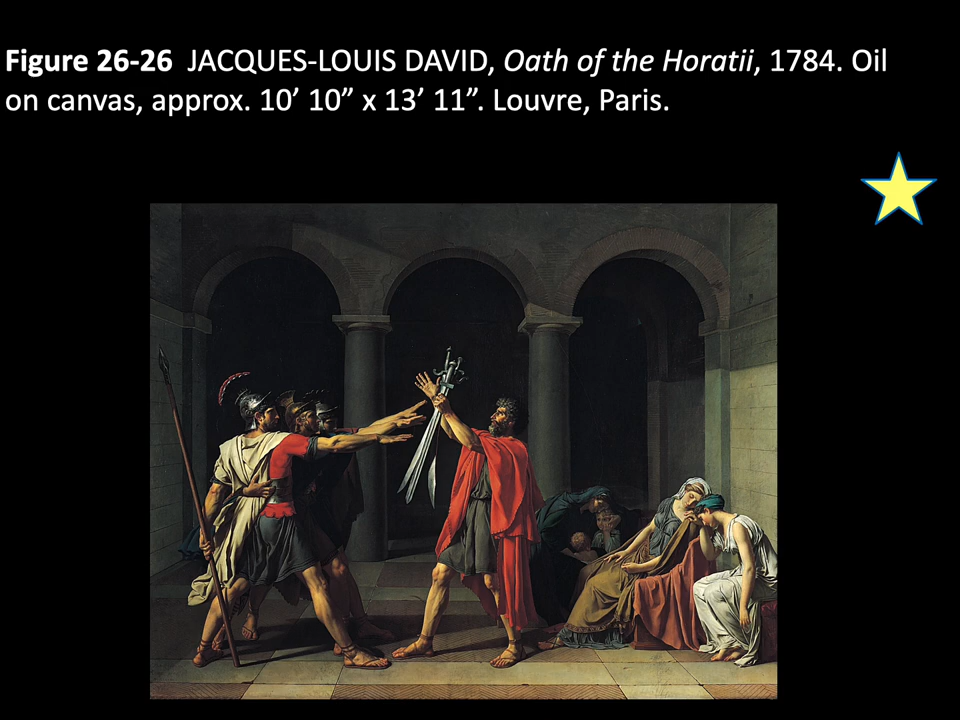 Figure 26-26  JACQUES-LOUIS DAVID, Oath of the Horatii, 1784. Oil
on canvas, approx. 10’ 10” x 13’ 11”. Louvre, Paris.